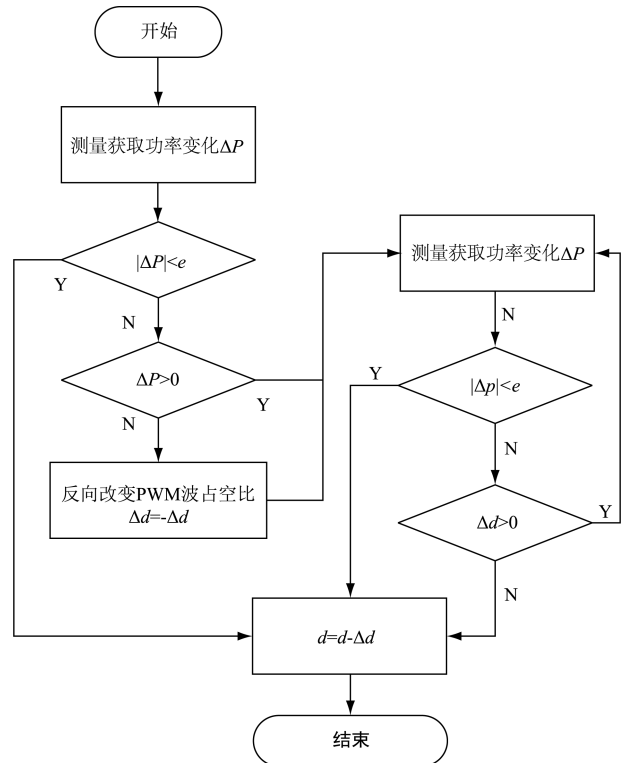 开始
测量获取功率变化ΔP
|ΔP|<e
Y
N
ΔP>0
Y
N
反向改变PWM波占空比
Δd=-Δd
测量获取功率变化ΔP
N
|Δp|<e
Y
N
Δd>0
Y
N
d=d-Δd
结束